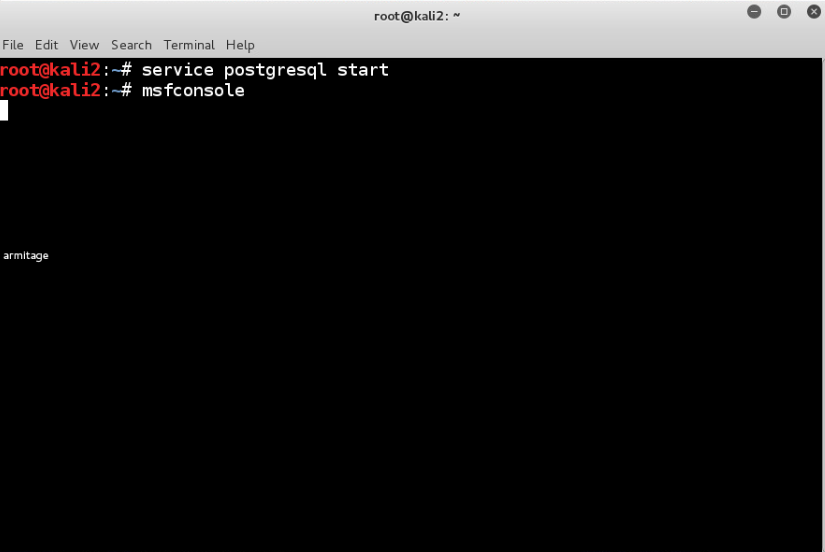 root@kali2: ~
File Edit View Search Terminal Help
root@kali2:~# service postgresql start
root@kali2:~# msfconsole
armitage